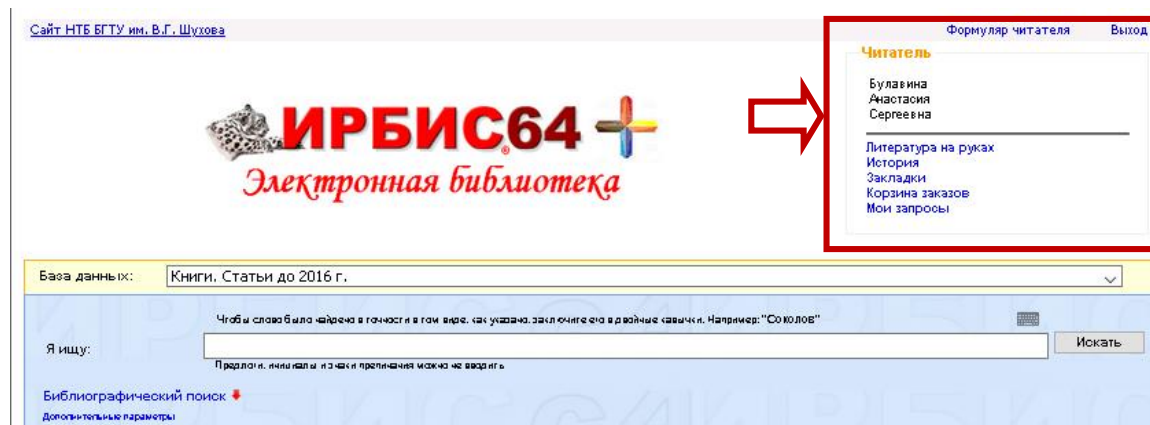 Сайт НТБ БГТУ им. В.Г. Шухова
Формуляр читателя Выход
Читатель
Булавина
Анастасия
Сергеевна
Литература на руках
История
Закладки
Корзина заказов
Мои запросы
ИРБИС64
Электронная библиотека
База данных: Книги. Статьи до 2016 г.
Чтобы слово было найдено в точности в том виде, как указано, заключите его в двойные кавычки. Например: "Соколов"
Я ищу: Искать
Предлоги, инициалы и знаки препинания можно не вводить
Библиографический поиск
Дополнительные параметры